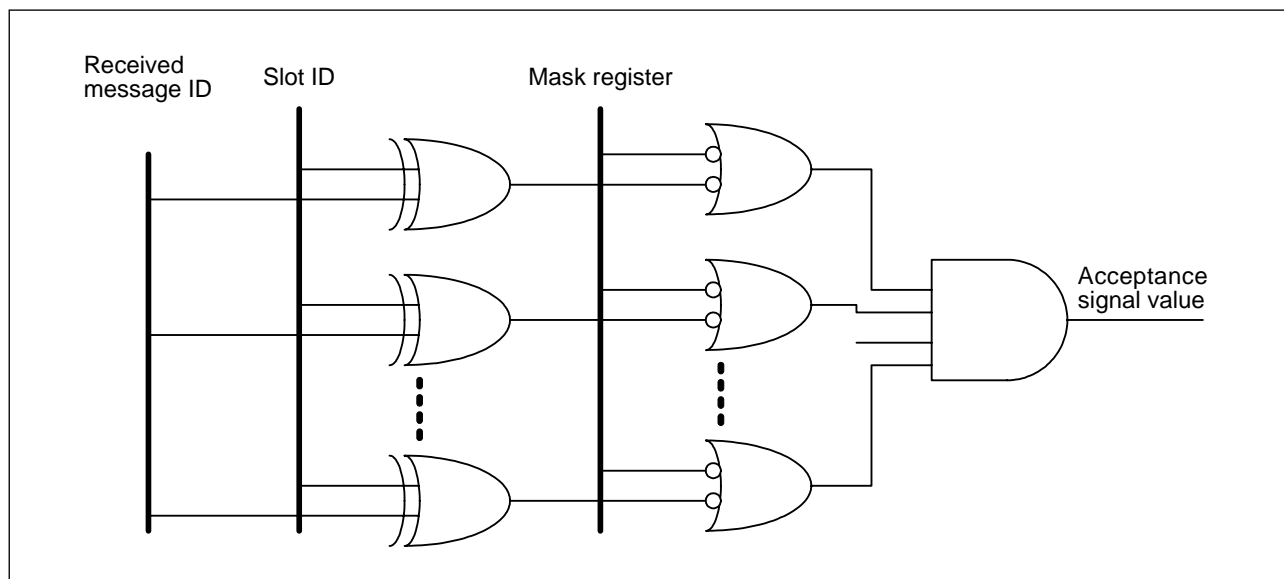 Received
message ID
Slot ID
Mask register
Acceptance
signal value